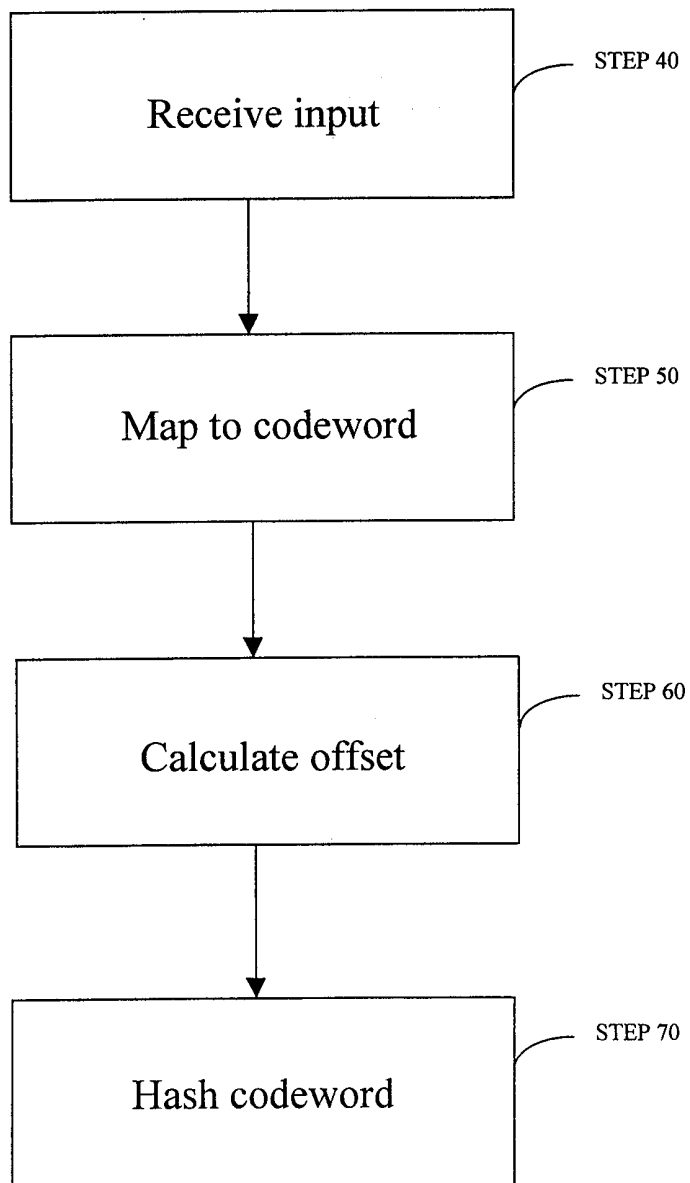 STEP 40
Receive input
STEP 50
Map to codeword
STEP 60
Calculate offset
STEP 70
Hash codeword